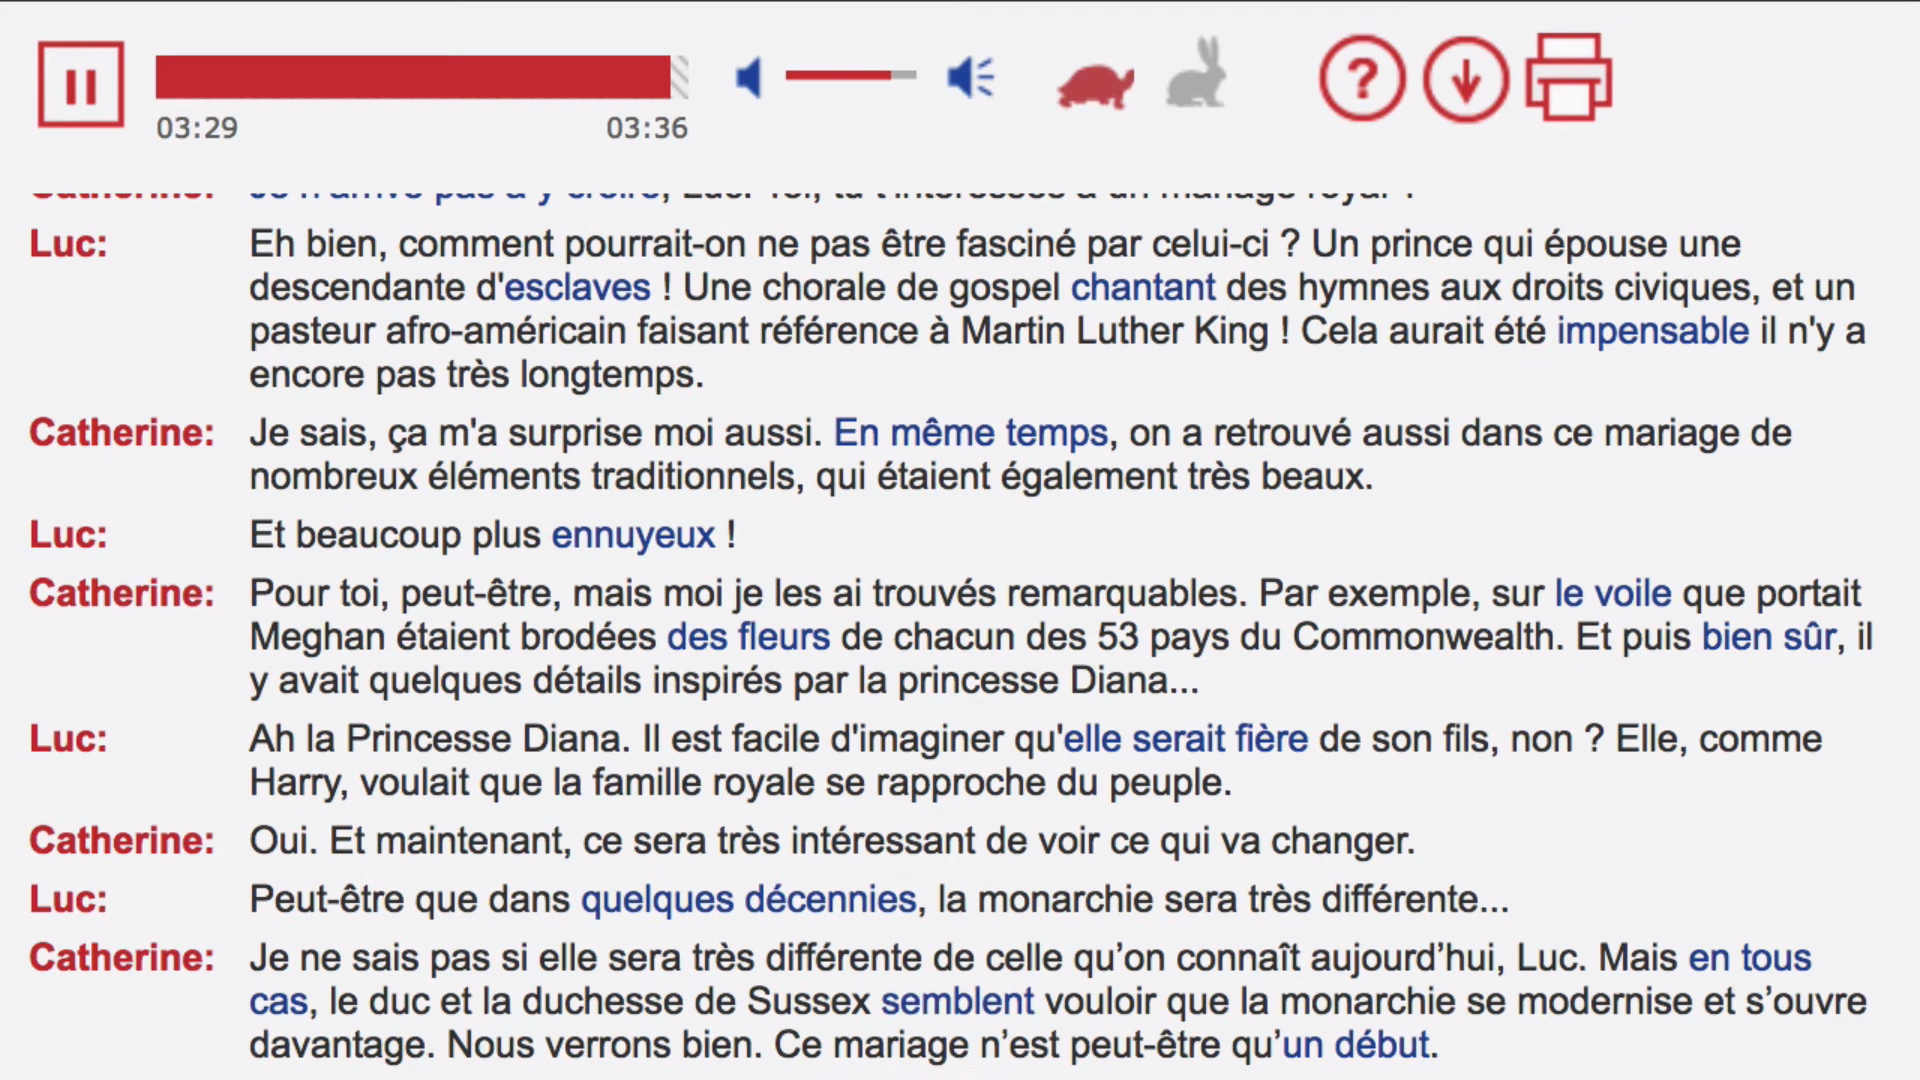 03:29 03:36
Luc: Eh bien, comment pourrait-on ne pas être fasciné par celui-ci ? Un prince qui épouse une
descendante d'esclaves ! Une chorale de gospel chantant des hymnes aux droits civiques, et un
pasteur afro-américain faisant référence à Martin Luther King ! Cela aurait été impensable il n'y a
encore pas très longtemps.
Catherine: Je sais, ça m'a surprise moi aussi. En même temps, on a retrouvé aussi dans ce mariage de
nombreux éléments traditionnels, qui étaient également très beaux.
Luc: Et beaucoup plus ennuyeux !
Catherine: Pour toi, peut-être, mais moi je les ai trouvés remarquables. Par exemple, sur le voile que portait
Meghan étaient brodées des fleurs de chacun des 53 pays du Commonwealth. Et puis bien sûr, il
y avait quelques détails inspirés par la princesse Diana...
Luc: Ah la Princesse Diana. Il est facile d'imaginer qu'elle serait fière de son fils, non ? Elle, comme
Harry, voulait que la famille royale se rapproche du peuple.
Catherine: Oui. Et maintenant, ce sera très intéressant de voir ce qui va changer.
Luc: Peut-être que dans quelques décennies, la monarchie sera très différente...
Catherine: Je ne sais pas si elle sera très différente de celle qu’on connaît aujourd’hui, Luc. Mais en tous
cas, le duc et la duchesse de Sussex semblent vouloir que la monarchie se modernise et s’ouvre
davantage. Nous verrons bien. Ce mariage n’est peut-être qu’un début.